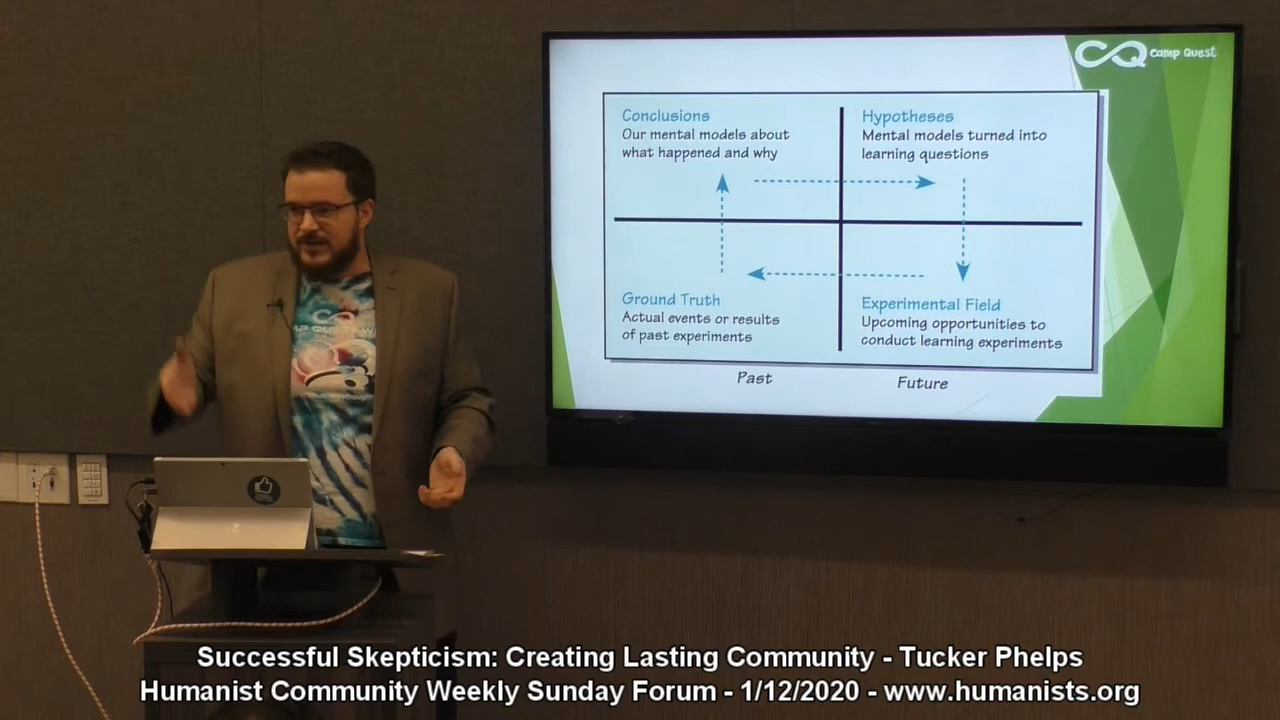 CQ Camp Quest
Conclusions
Our mental models about
what happened and why
Hypotheses
Mental models turned into
learning questions
Ground Truth
Actual events or results
of past experiments
Experimental Field
Upcoming opportunities to
conduct learning experiments
Past
Future
Successful Skepticism: Creating Lasting Community - Tucker Phelps
Humanist Community Weekly Sunday Forum - 1/12/2020 - www.humanists.org